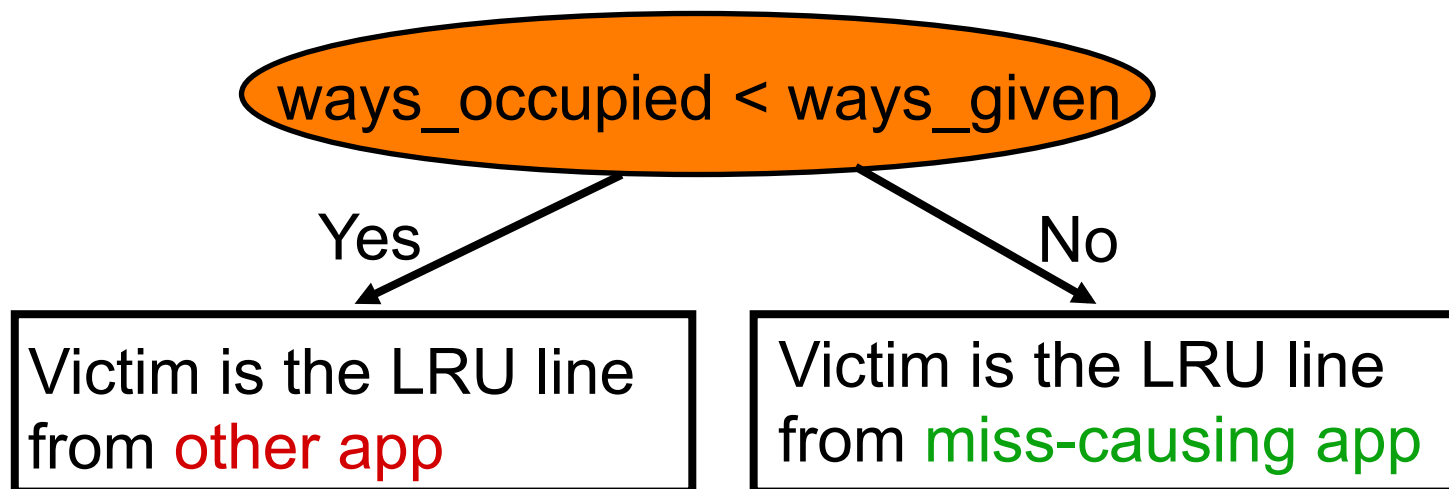 ways_occupied < ways_given
Yes
No
Victim is the LRU line
from other app
Victim is the LRU line
from miss-causing app